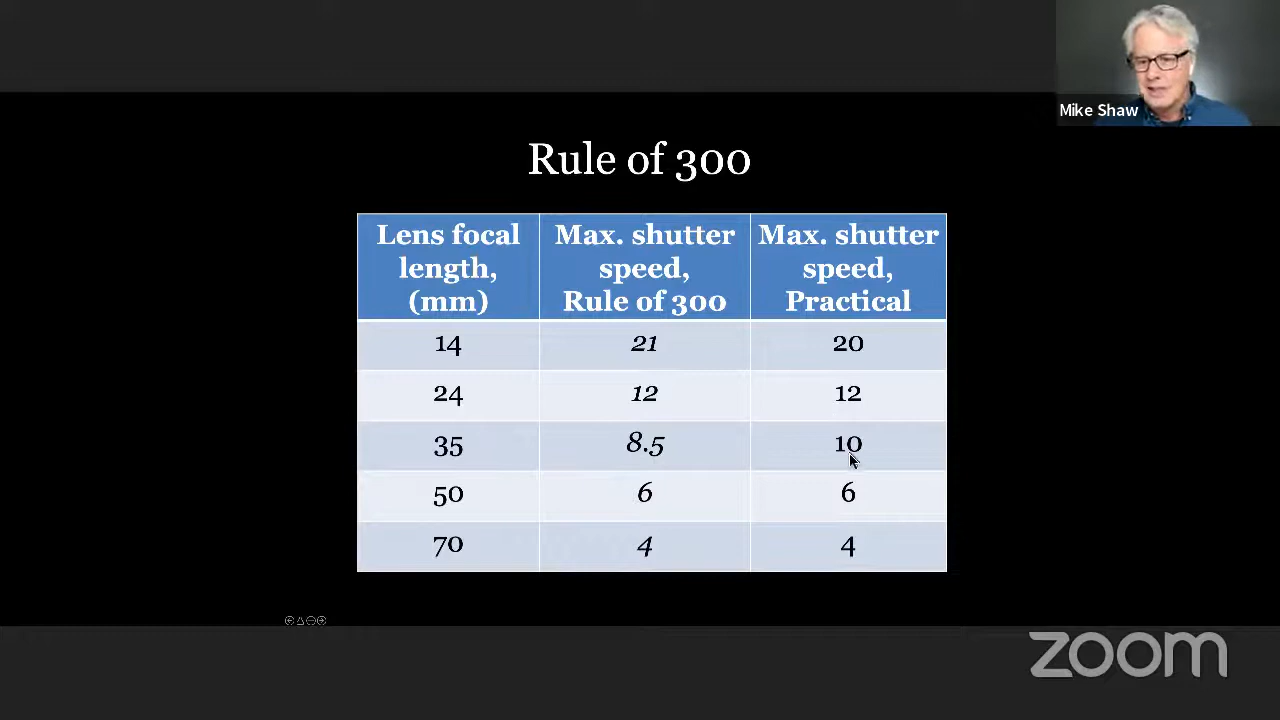 Mike Shaw
Rule of 300
Lens focal length, (mm)
Max. shutter speed, Rule of 300
Max. shutter speed, Practical
14 21 20
24 12 12
35 8.5 10
50 6 6
70 4 4
zoom